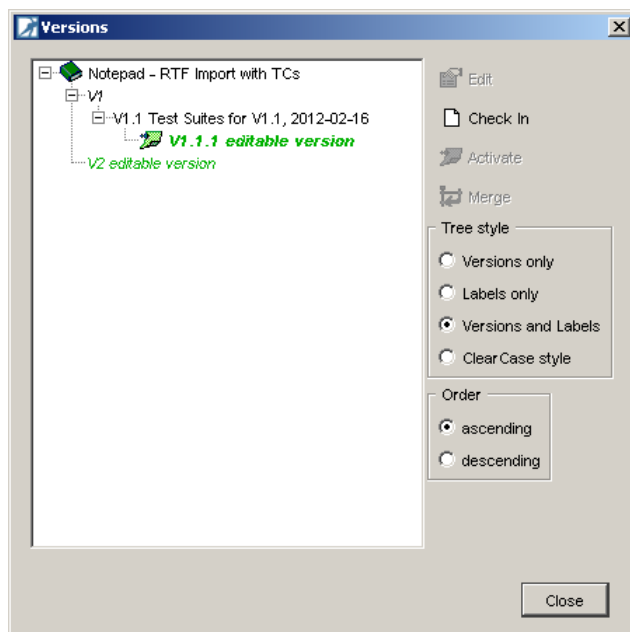 Versions
Notepad - RTF Import with TCs
V1
V1.1 Test Suites for V1.1, 2012-02-16
V1.1.1 editable version
V2 editable version
Edit
Check In
Activate
Merge
Tree style
Versions only
Labels only
Versions and Labels
ClearCase style
Order
ascending
descending
Close